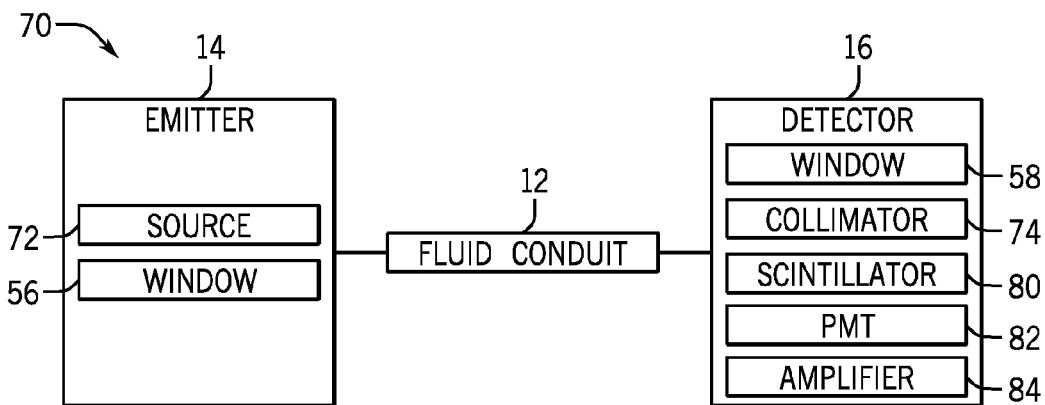 70
14
EMITTER
72
SOURCE
56
WINDOW
12
FLUID CONDUIT
16
DETECTOR
WINDOW
58
COLLIMATOR
74
SCINTILLATOR
80
PMT
82
AMPLIFIER
84